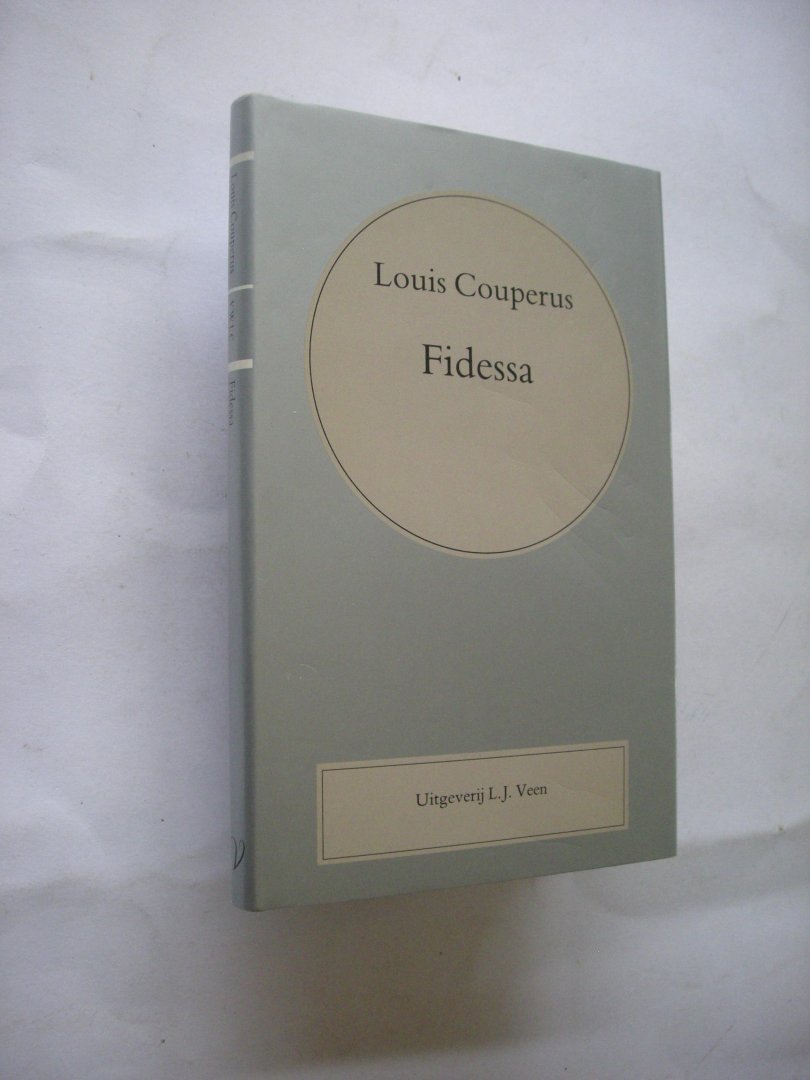 Louis Couperus
Fidessa
Uitgeverij L.J. Veen
Louis Couperus
V.W.L.C.
Fidessa
V